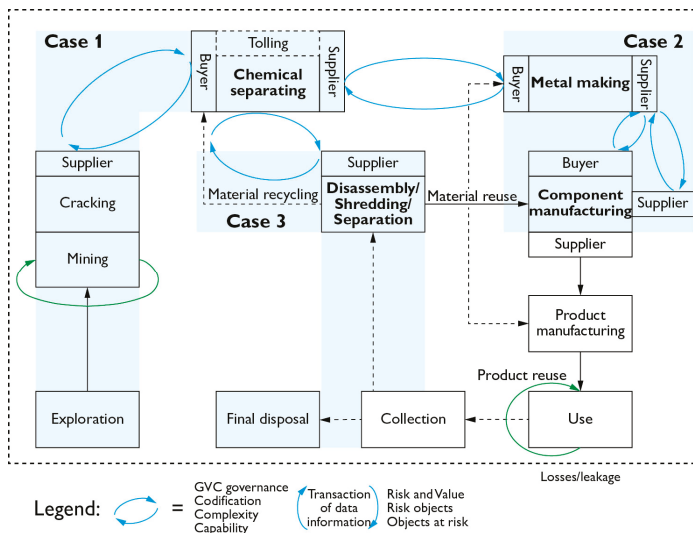 Case 1
Buyer
Tolling
Chemical separating
Supplier
Buyer
Metal making
Supplier
Case 2
Supplier
Cracking
Mining
Material recycling
Case 3
Supplier
Disassembly/
Shredding/
Separation
Material reuse
Buyer
Component
manufacturing
Supplier
Supplier
Product
manufacturing
Product reuse
Exploration
Final disposal
Collection
Use
Losses/leakage
Legend:
=
GVC governance
Codification
Complexity
Capability
Transaction
of data
information
Risk and Value
Risk objects
Objects at risk